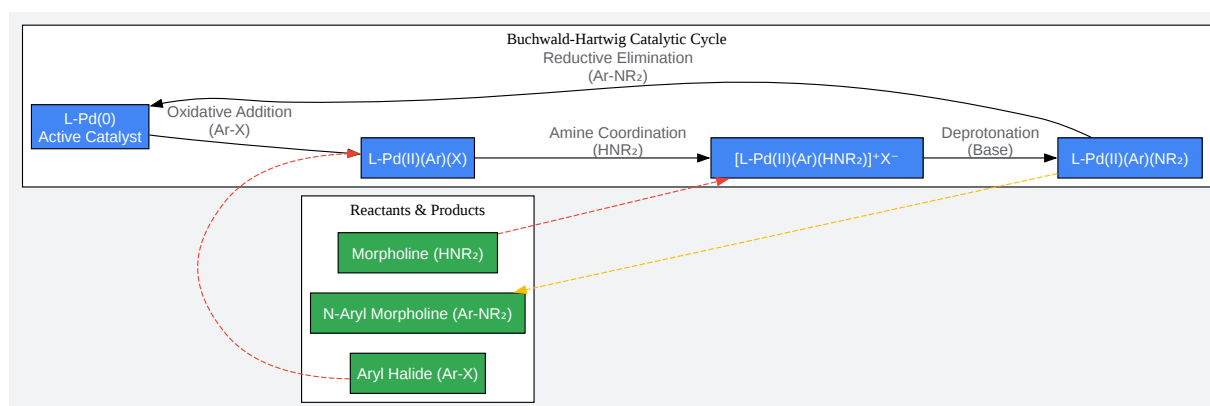 Buchwald-Hartwig Catalytic Cycle
Reductive Elimination
(Ar-NR₂)
L-Pd(0)
Active Catalyst
Oxidative Addition
(Ar-X)
L-Pd(II)(Ar)(X)
Amine Coordination
(HNR₂)
[L-Pd(II)(Ar)(HNR₂)]⁺X⁻
Deprotonation
(Base)
L-Pd(II)(Ar)(NR₂)
Reactants & Products
Morpholine (HNR₂)
N-Aryl Morpholine (Ar-NR₂)
Aryl Halide (Ar-X)